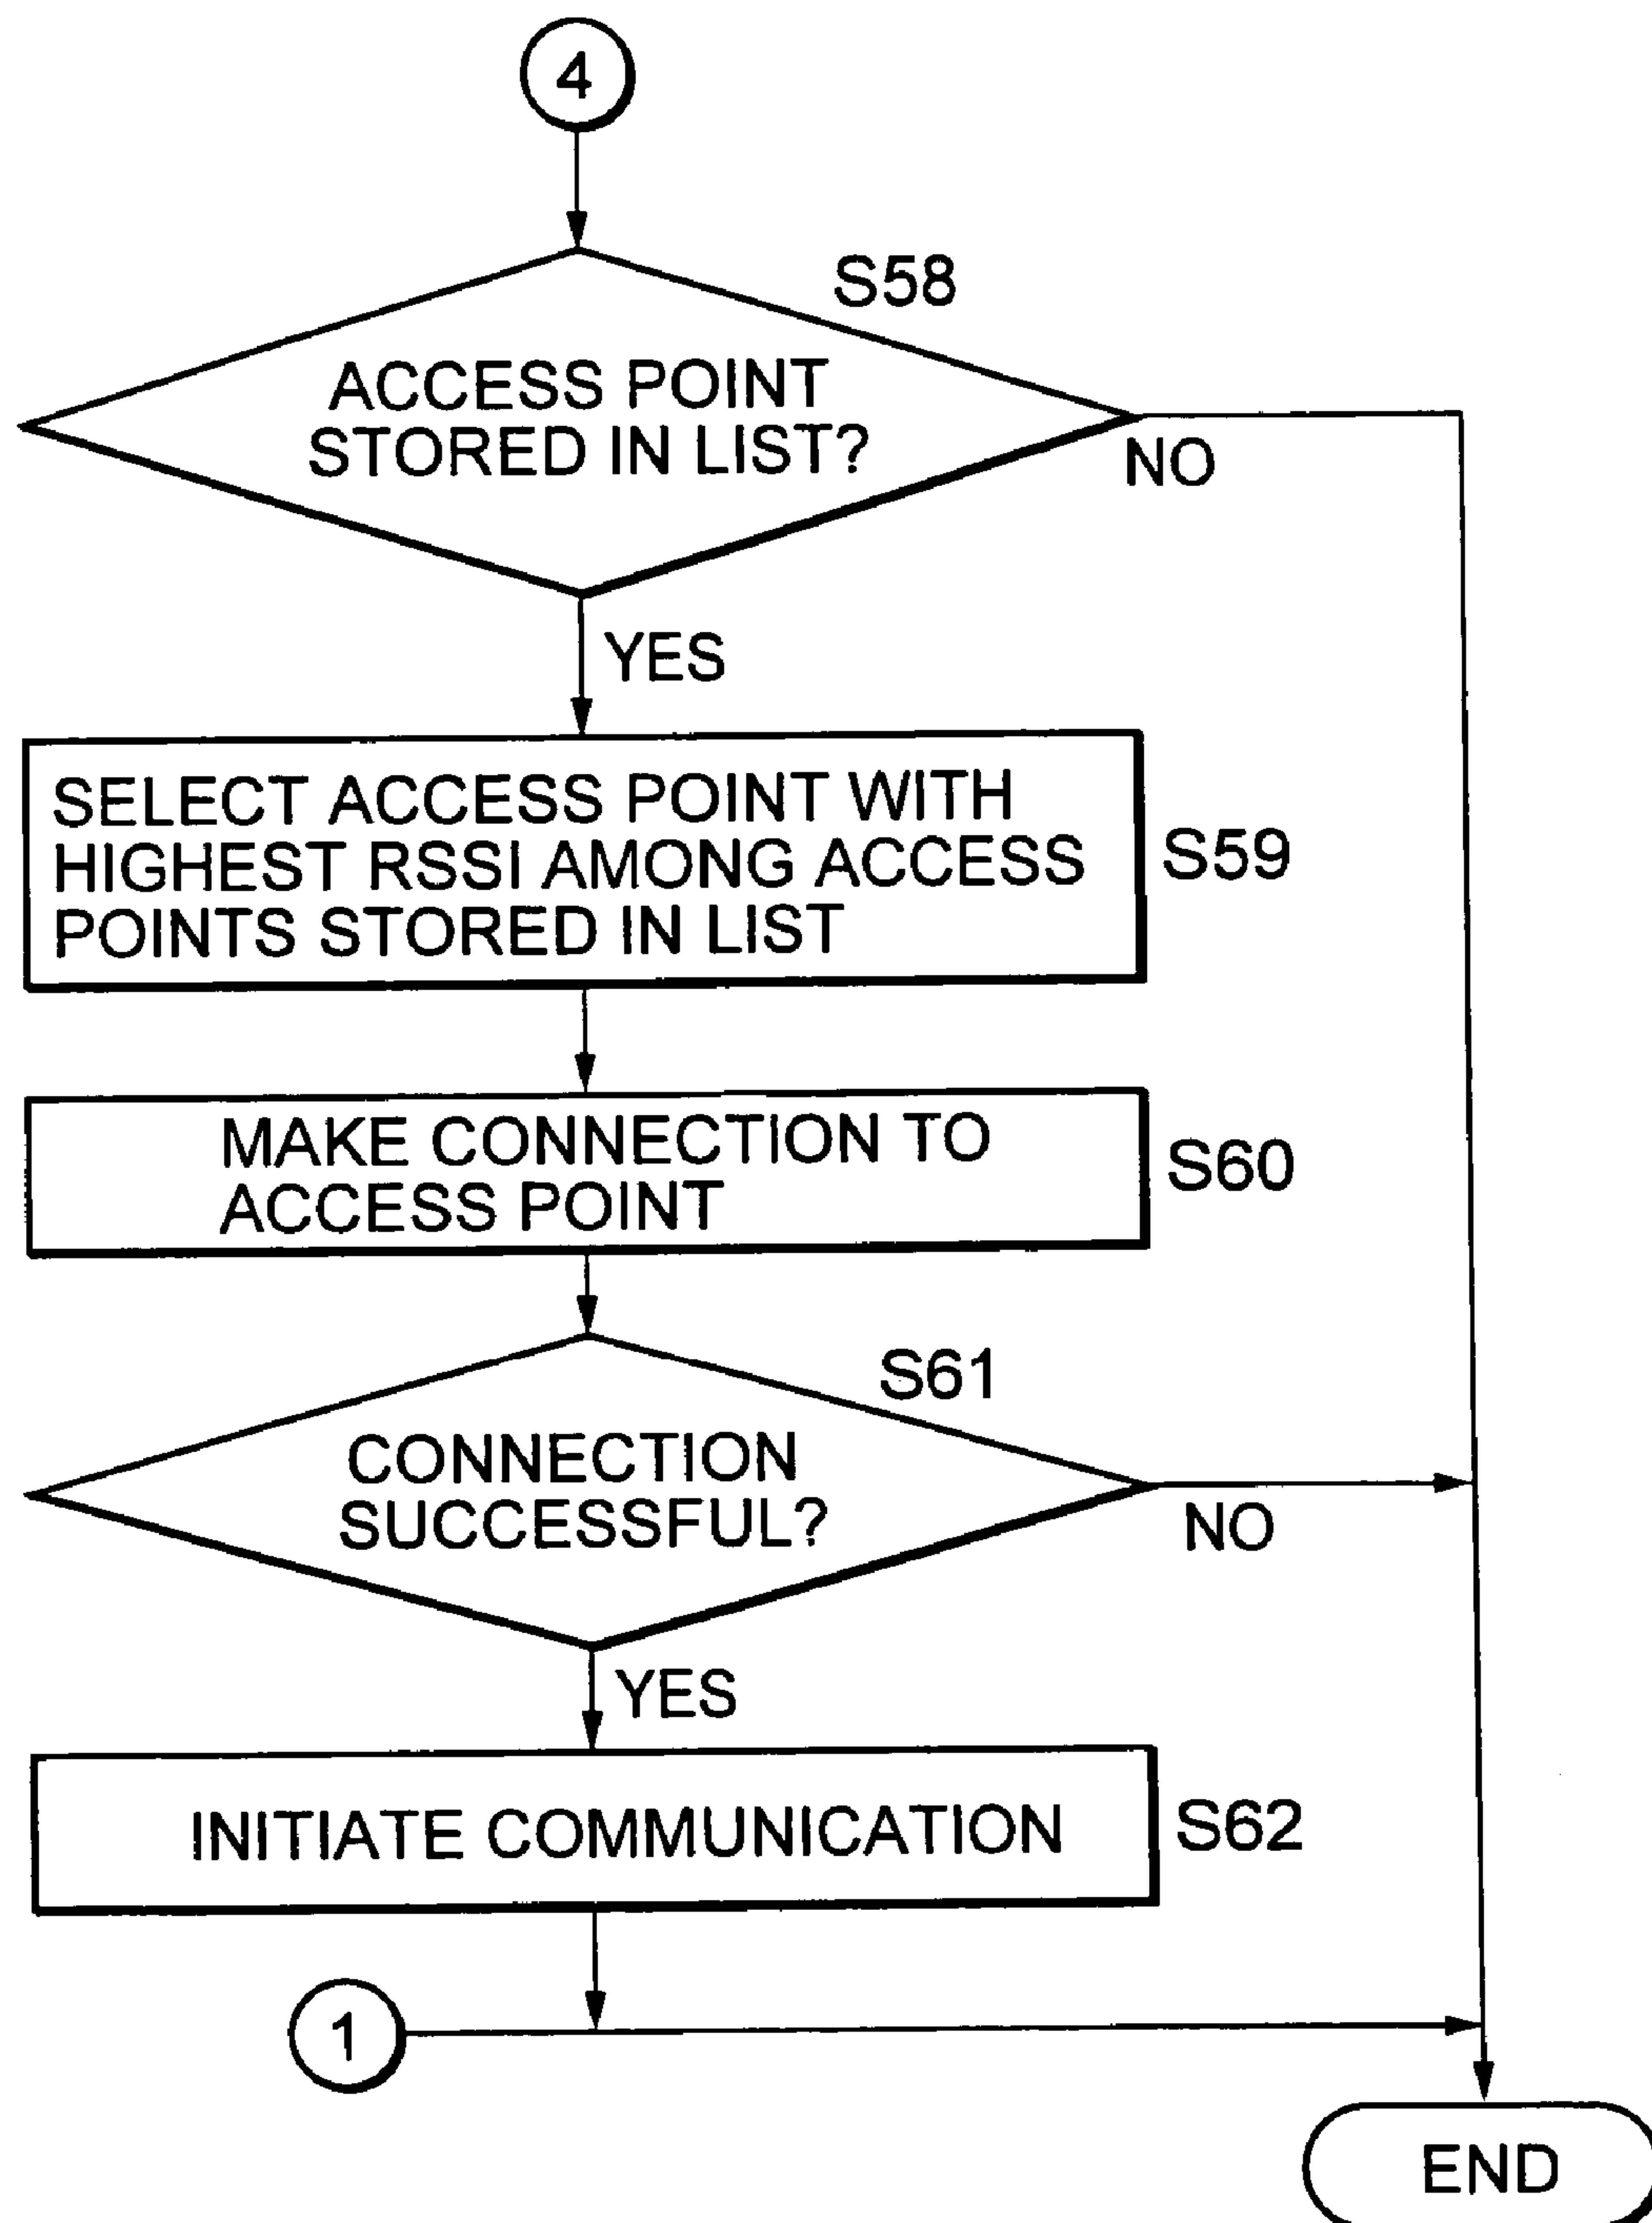 4
S58
ACCESS POINT
STORED IN LIST?
NO
YES
SELECT ACCESS POINT WITH
HIGHEST RSSI AMONG ACCESS
POINTS STORED IN LIST
S59
MAKE CONNECTION TO
ACCESS POINT
S60
S61
CONNECTION
SUCCESSFUL?
NO
YES
INITIATE COMMUNICATION
S62
1
END